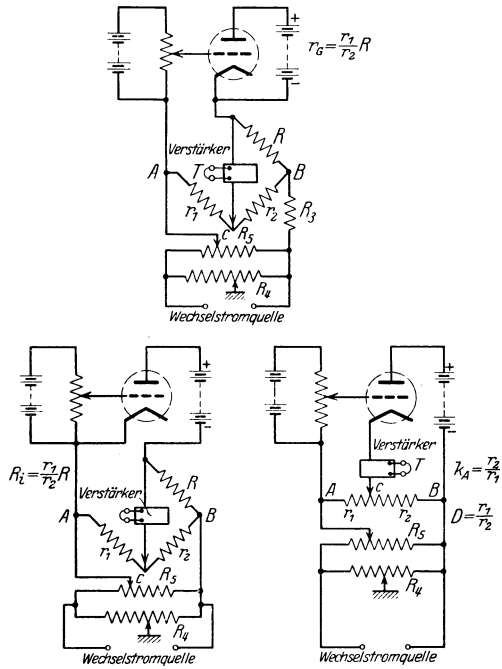 +
r_G = r_1/r_2 R
−
Verstärker
R
A
T
B
r_1
r_2
R_3
C
R_5
R_4
Wechselstromquelle
+
−
R_i = r_1/r_2 R
Verstärker
R
A
B
r_1
r_2
C
R_5
R_4
Wechselstromquelle
+
−
Verstärker
T
k_A = r_2/r_1
A
C
B
r_1
r_2
D = r_1/r_2
R_5
R_4
Wechselstromquelle